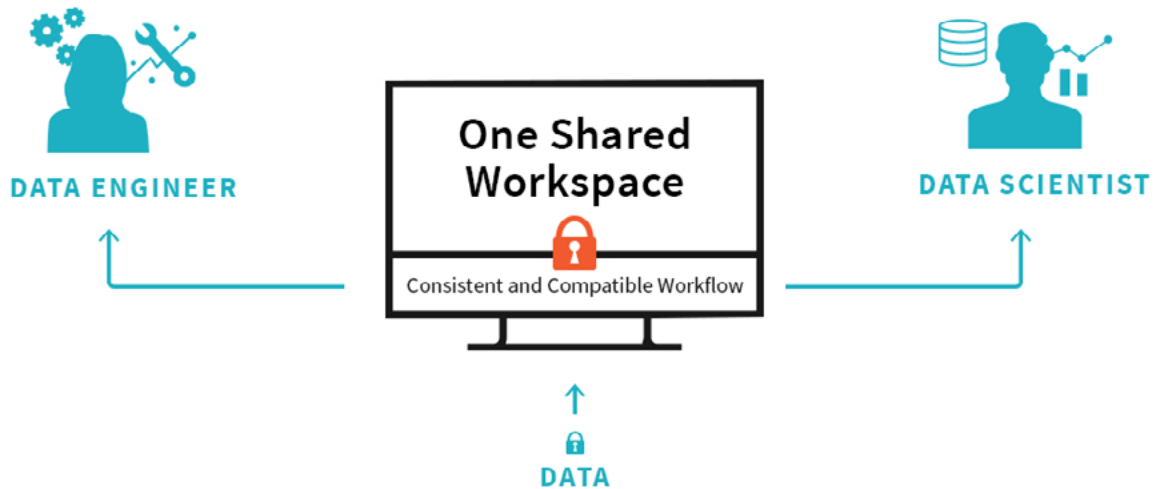 One Shared
Workspace
Consistent and Compatible Workflow
DATA ENGINEER
DATA SCIENTIST
DATA